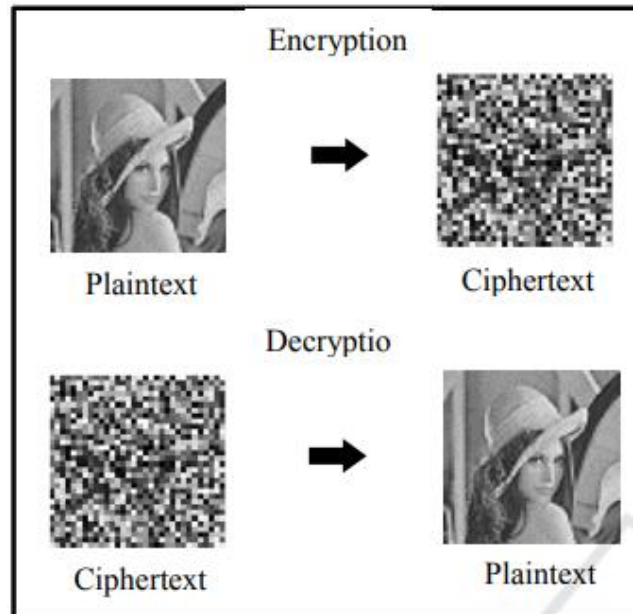 Encryption
Plaintext
Ciphertext
Decryptio
Ciphertext
Plaintext